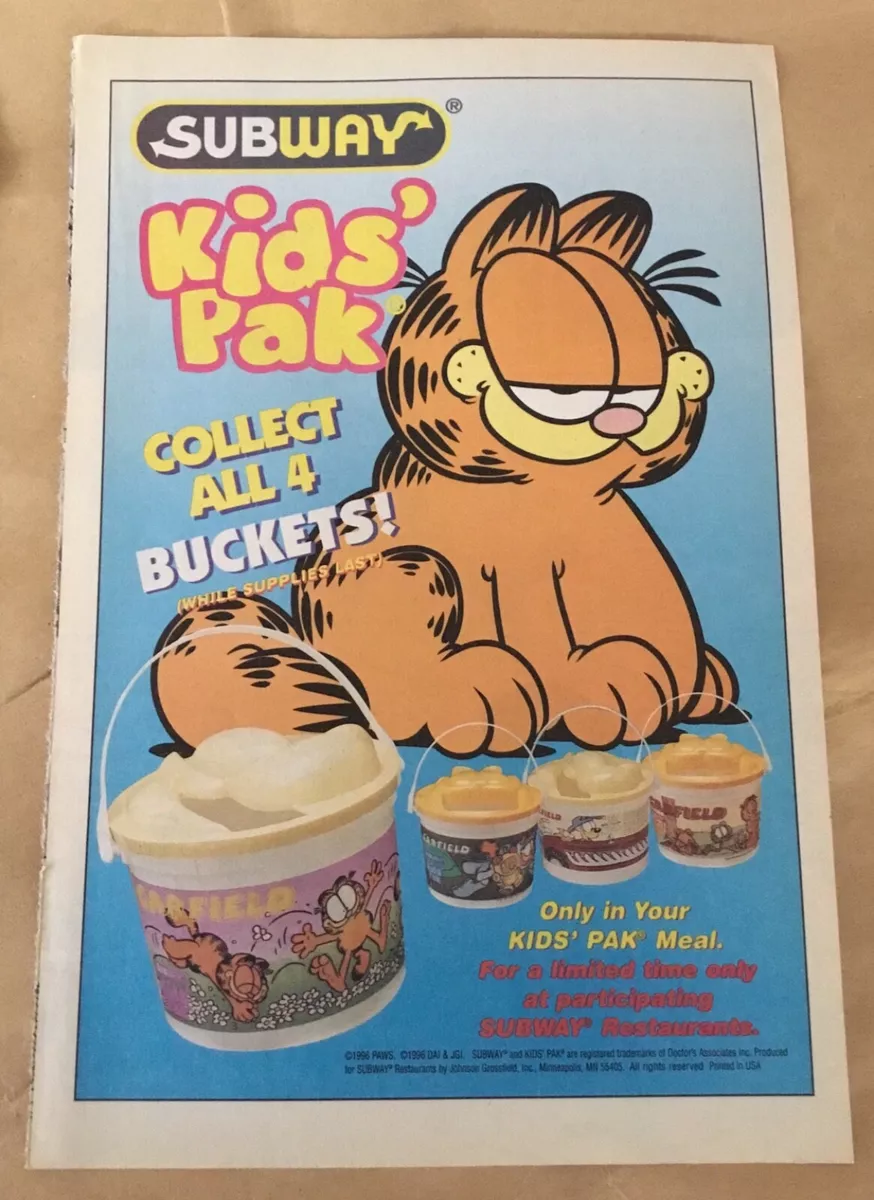 SUBWAY®
Kids'
Pak®
COLLECT
ALL 4
BUCKETS!
(WHILE SUPPLIES LAST)
GARFIELD
GARFIELD
GARFIELD
GARFIELD
Only in Your
KIDS' PAK® Meal.
For a limited time only
at participating
SUBWAY® Restaurants.
©1996 PAWS. ©1996 DAI & JGI. SUBWAY® and KIDS' PAK® are registered trademarks of Doctor's Associates Inc. Produced
for SUBWAY® Restaurants by Johnson Grossfield, Inc., Minneapolis, MN 55405. All rights reserved Printed in USA